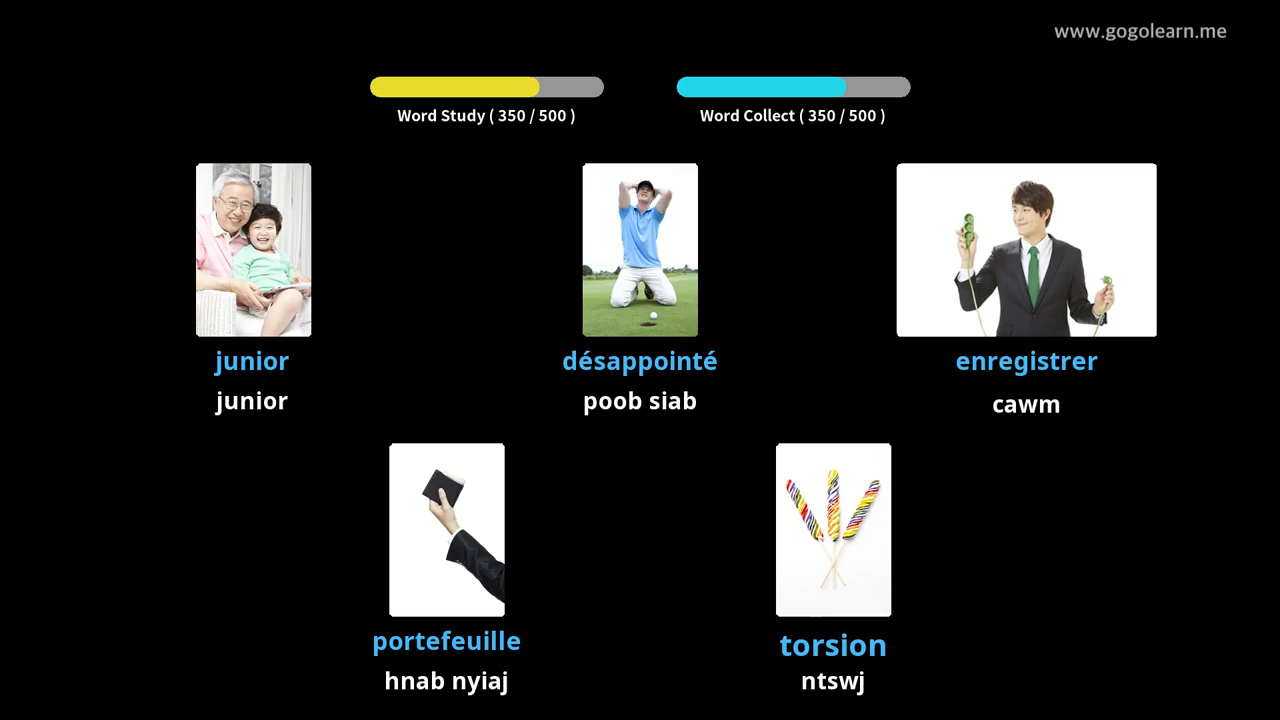 www.gogolearn.me
Word Study ( 350 / 500 )
Word Collect ( 350 / 500 )
junior
junior
désappointé
poob siab
enregistrer
cawm
portefeuille
hnab nyiaj
torsion
ntswj